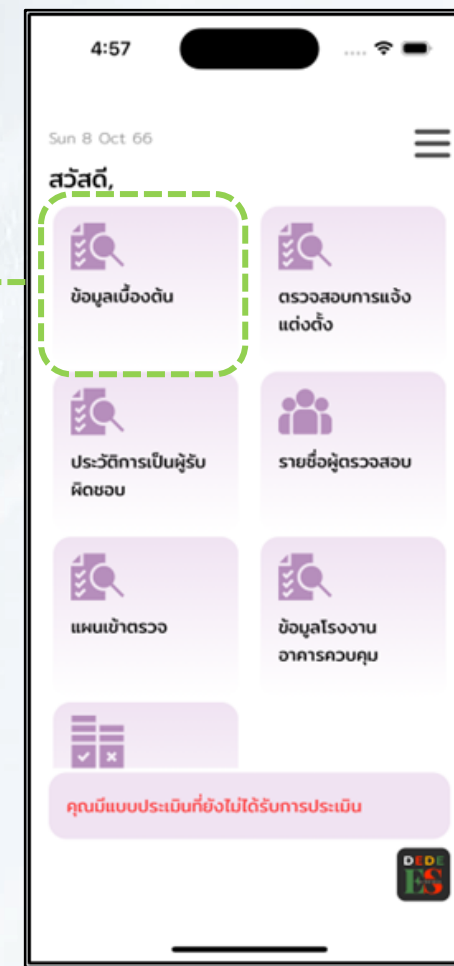 4:57
Sun 8 Oct 66
สวัสดี,
ข้อมูลเบื้องต้น
ตรวจสอบการแจ้ง
แต่งตั้ง
ประวัติการเป็นผู้รับ
ผิดชอบ
รายชื่อผู้ตรวจสอบ
แผนเข้าตรวจ
ข้อมูลโรงงาน
อาคารควบคุม
คุณมีแบบประเมินที่ยังไม่ได้รับการประเมิน
DEDE
ES